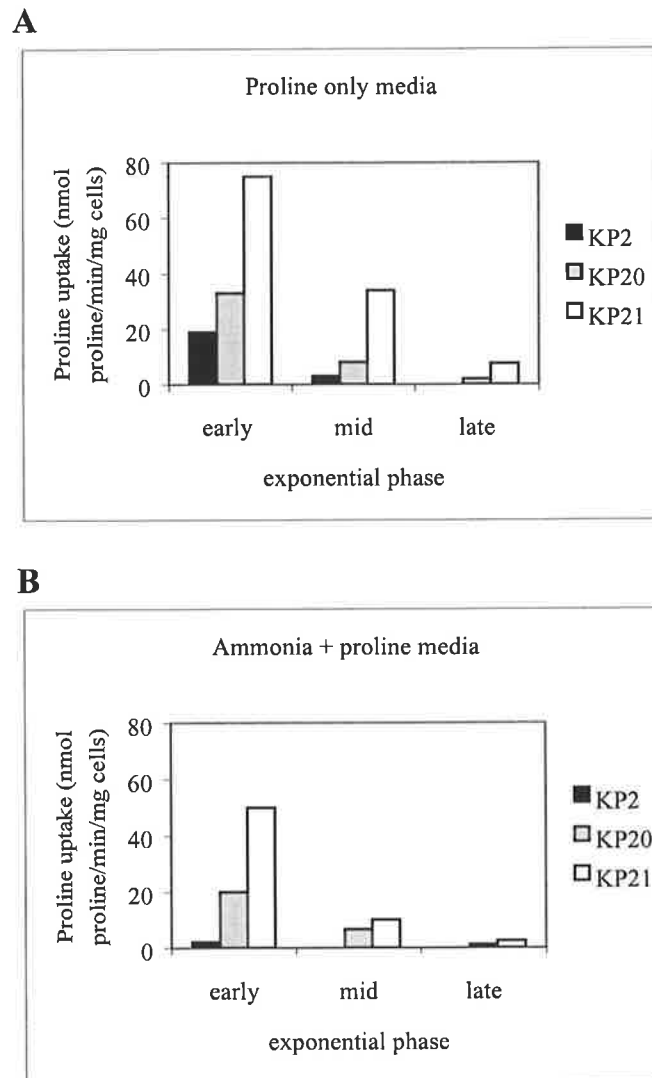 A
Proline only media
Proline uptake (nmol
proline/min/mg cells)
80
60
40
20
0
early mid late
exponential phase
KP2
KP20
KP21
B
Ammonia + proline media
Proline uptake (nmol
proline/min/mg cells)
80
60
40
20
0
early mid late
exponential phase
KP2
KP20
KP21